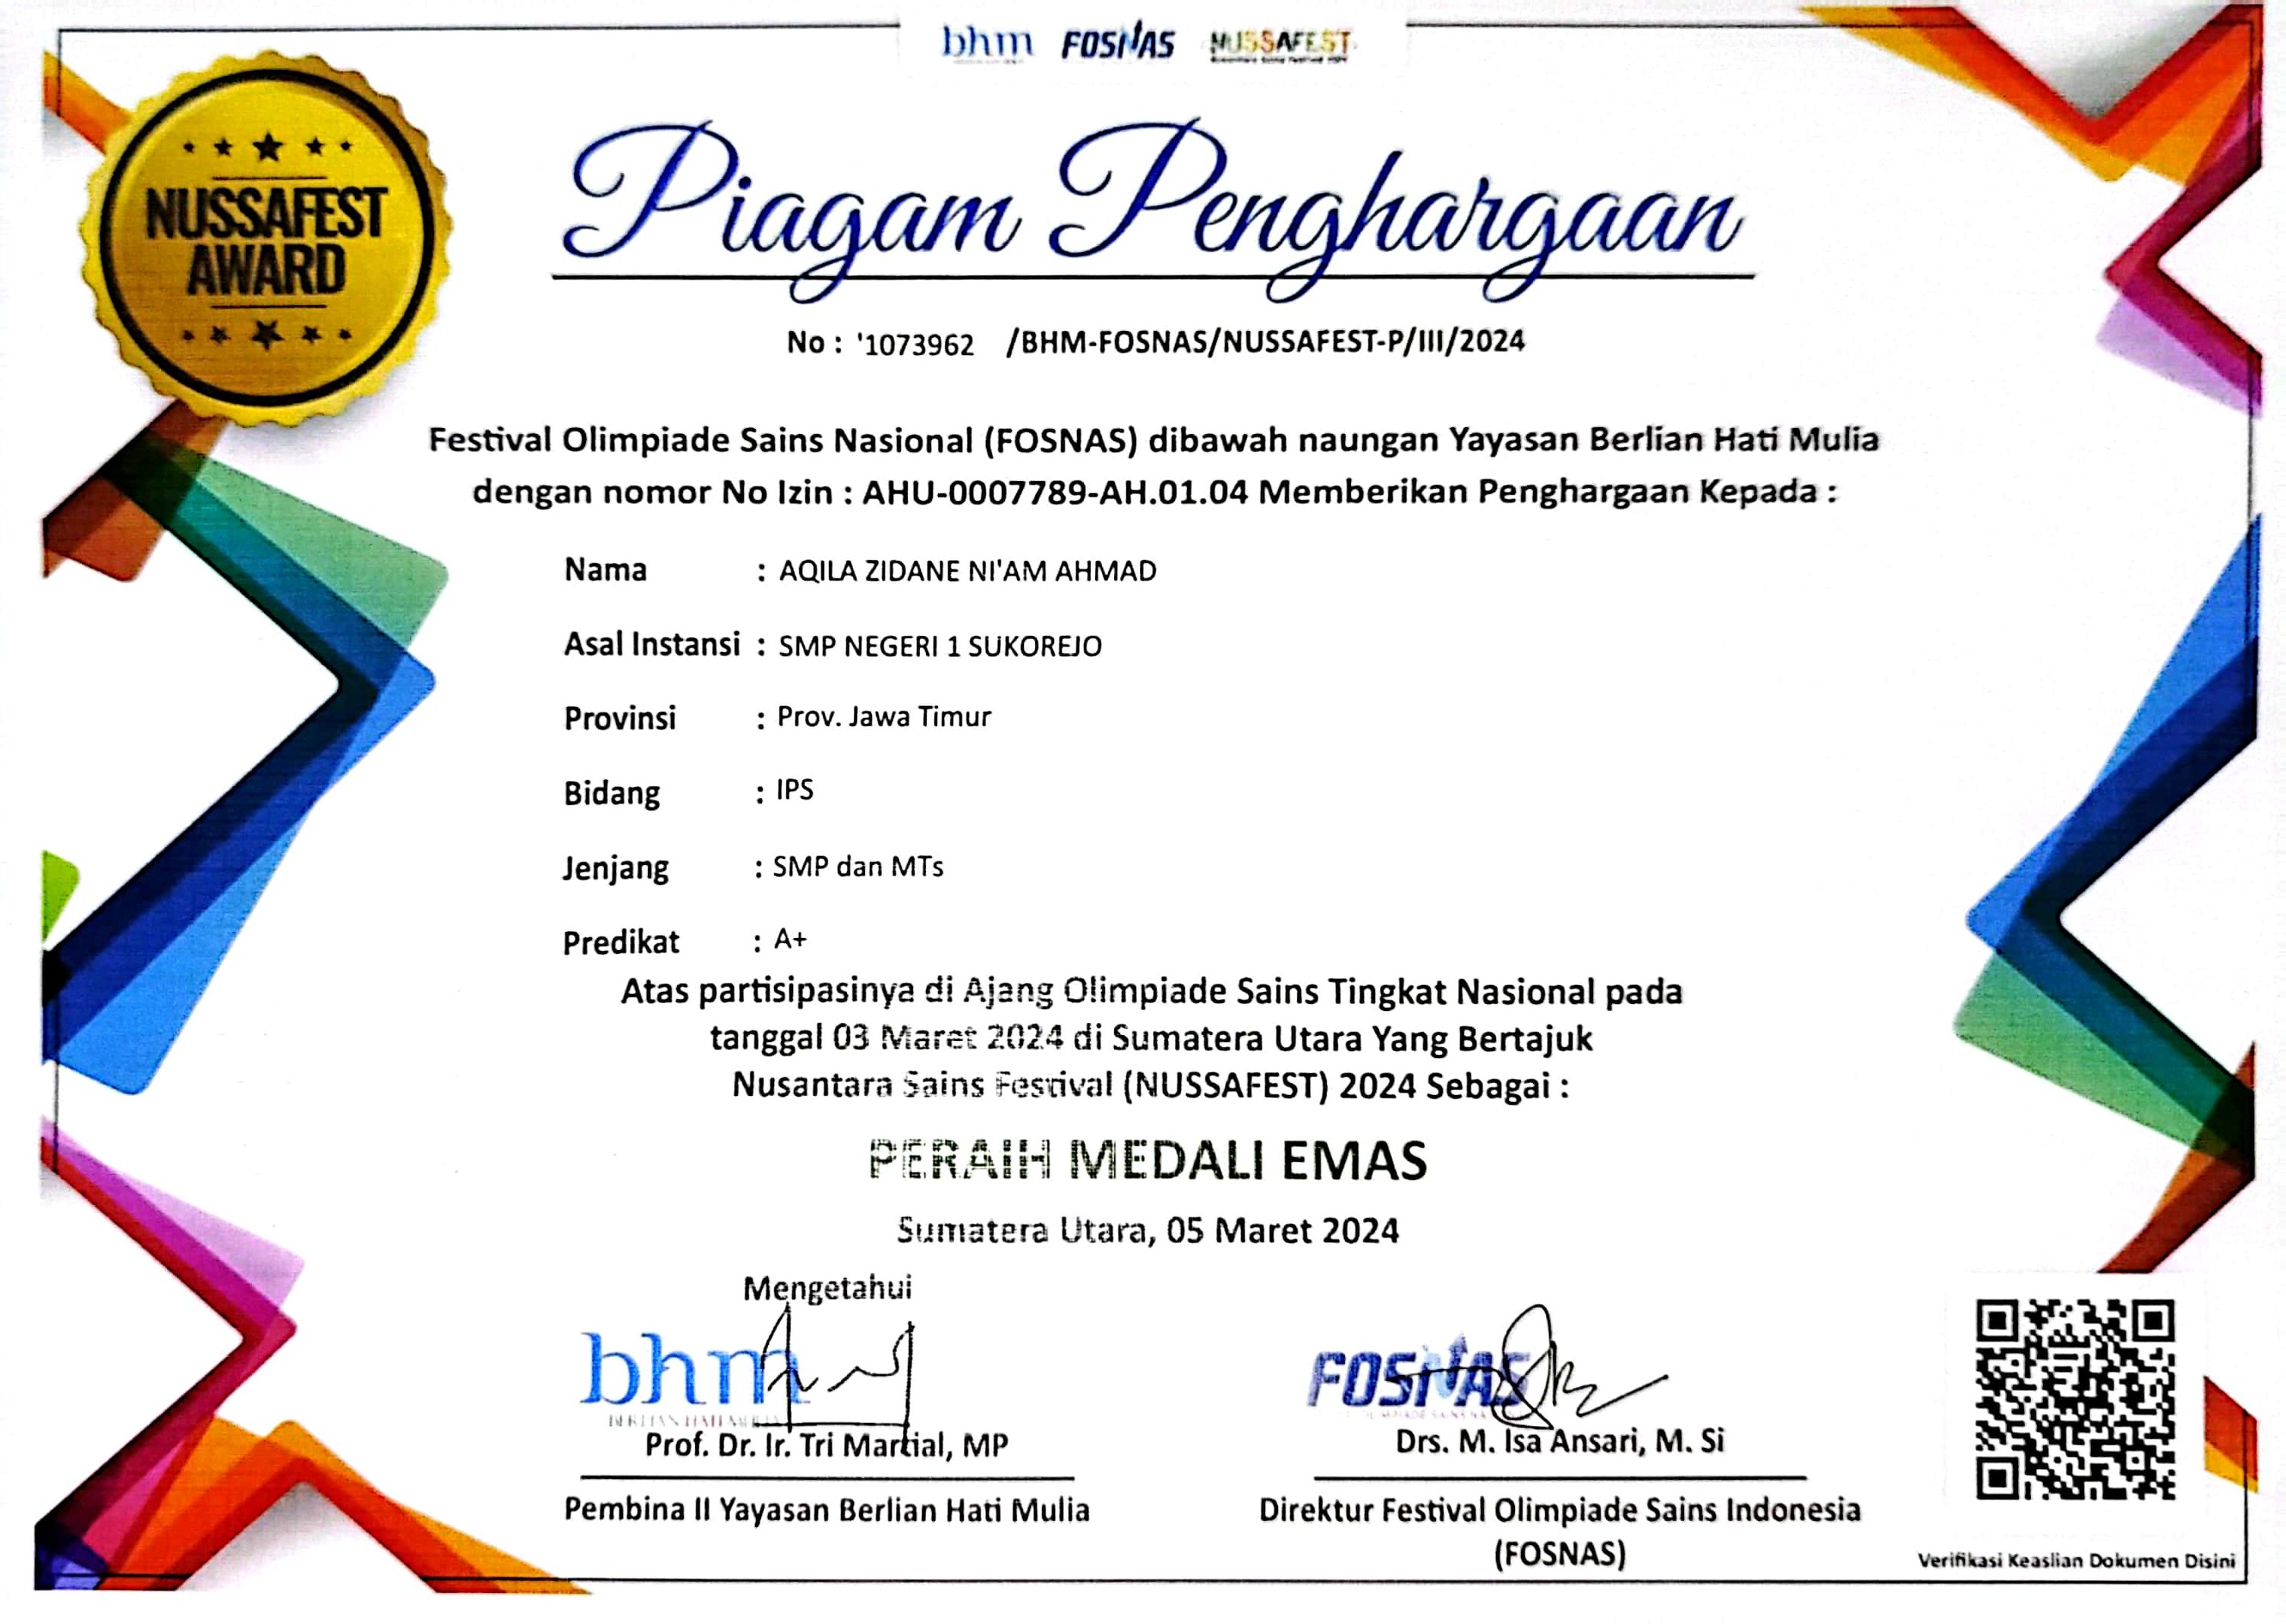 bhm FOSNAS NUSSAFEST
NUSSAFEST
AWARD
Piagam Penghargaan
No : '1073962 /BHM-FOSNAS/NUSSAFEST-P/III/2024
Festival Olimpiade Sains Nasional (FOSNAS) dibawah naungan Yayasan Berlian Hati Mulia
dengan nomor No Izin : AHU-0007789-AH.01.04 Memberikan Penghargaan Kepada :
Nama : AQILA ZIDANE NI'AM AHMAD
Asal Instansi : SMP NEGERI 1 SUKOREJO
Provinsi : Prov. Jawa Timur
Bidang : IPS
Jenjang : SMP dan MTs
Predikat : A+
Atas partisipasinya di Ajang Olimpiade Sains Tingkat Nasional pada
tanggal 03 Maret 2024 di Sumatera Utara Yang Bertajuk
Nusantara Sains Festival (NUSSAFEST) 2024 Sebagai :
PERAIH MEDALI EMAS
Sumatera Utara, 05 Maret 2024
Mengetahui
bhm
BERLIAN HATI MULIA
FOSNAS
Prof. Dr. Ir. Tri Martial, MP
Drs. M. Isa Ansari, M. Si
Pembina II Yayasan Berlian Hati Mulia
Direktur Festival Olimpiade Sains Indonesia
(FOSNAS)
Verifikasi Keaslian Dokumen Disini